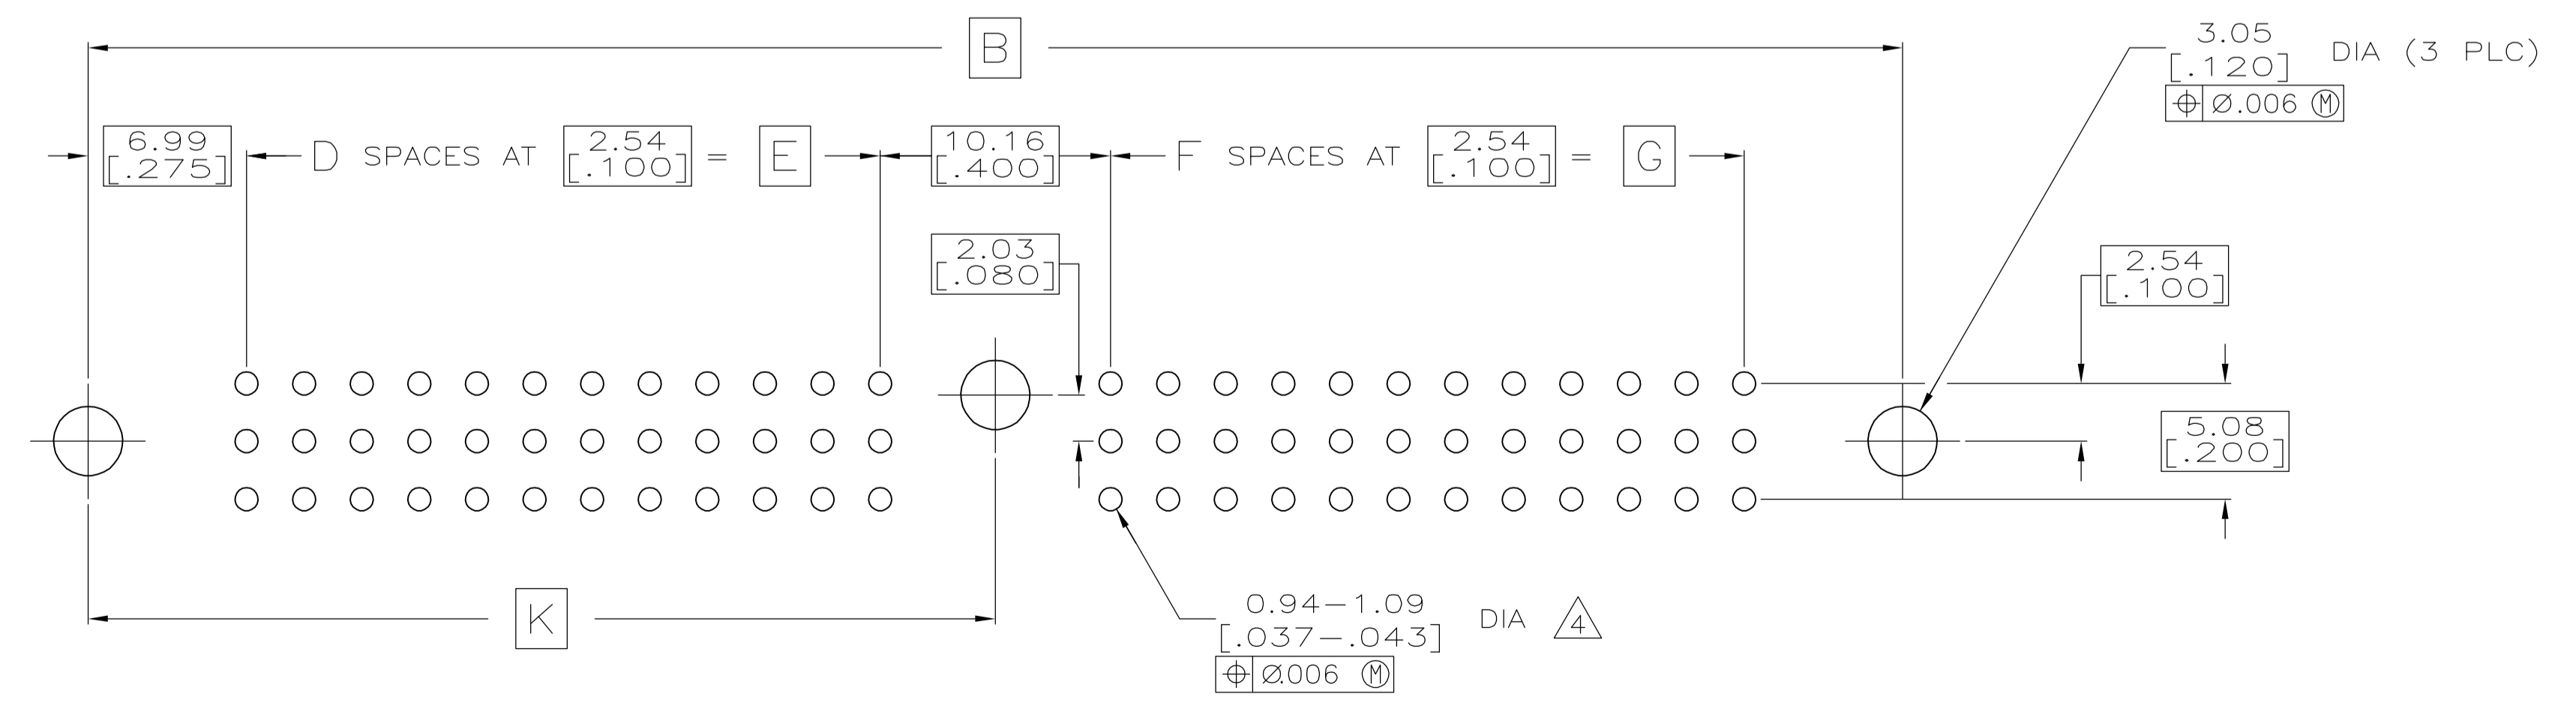 B
3.05
[.120]
DIA (3 PLC)
⌖ Ø.006 Ⓜ
6.99
[.275]
D SPACES AT
2.54
[.100]
= E
10.16
[.400]
F SPACES AT
2.54
[.100]
= G
2.03
[.080]
2.54
[.100]
5.08
[.200]
K
0.94–1.09
[.037–.043]
DIA 4
⌖ Ø.006 Ⓜ